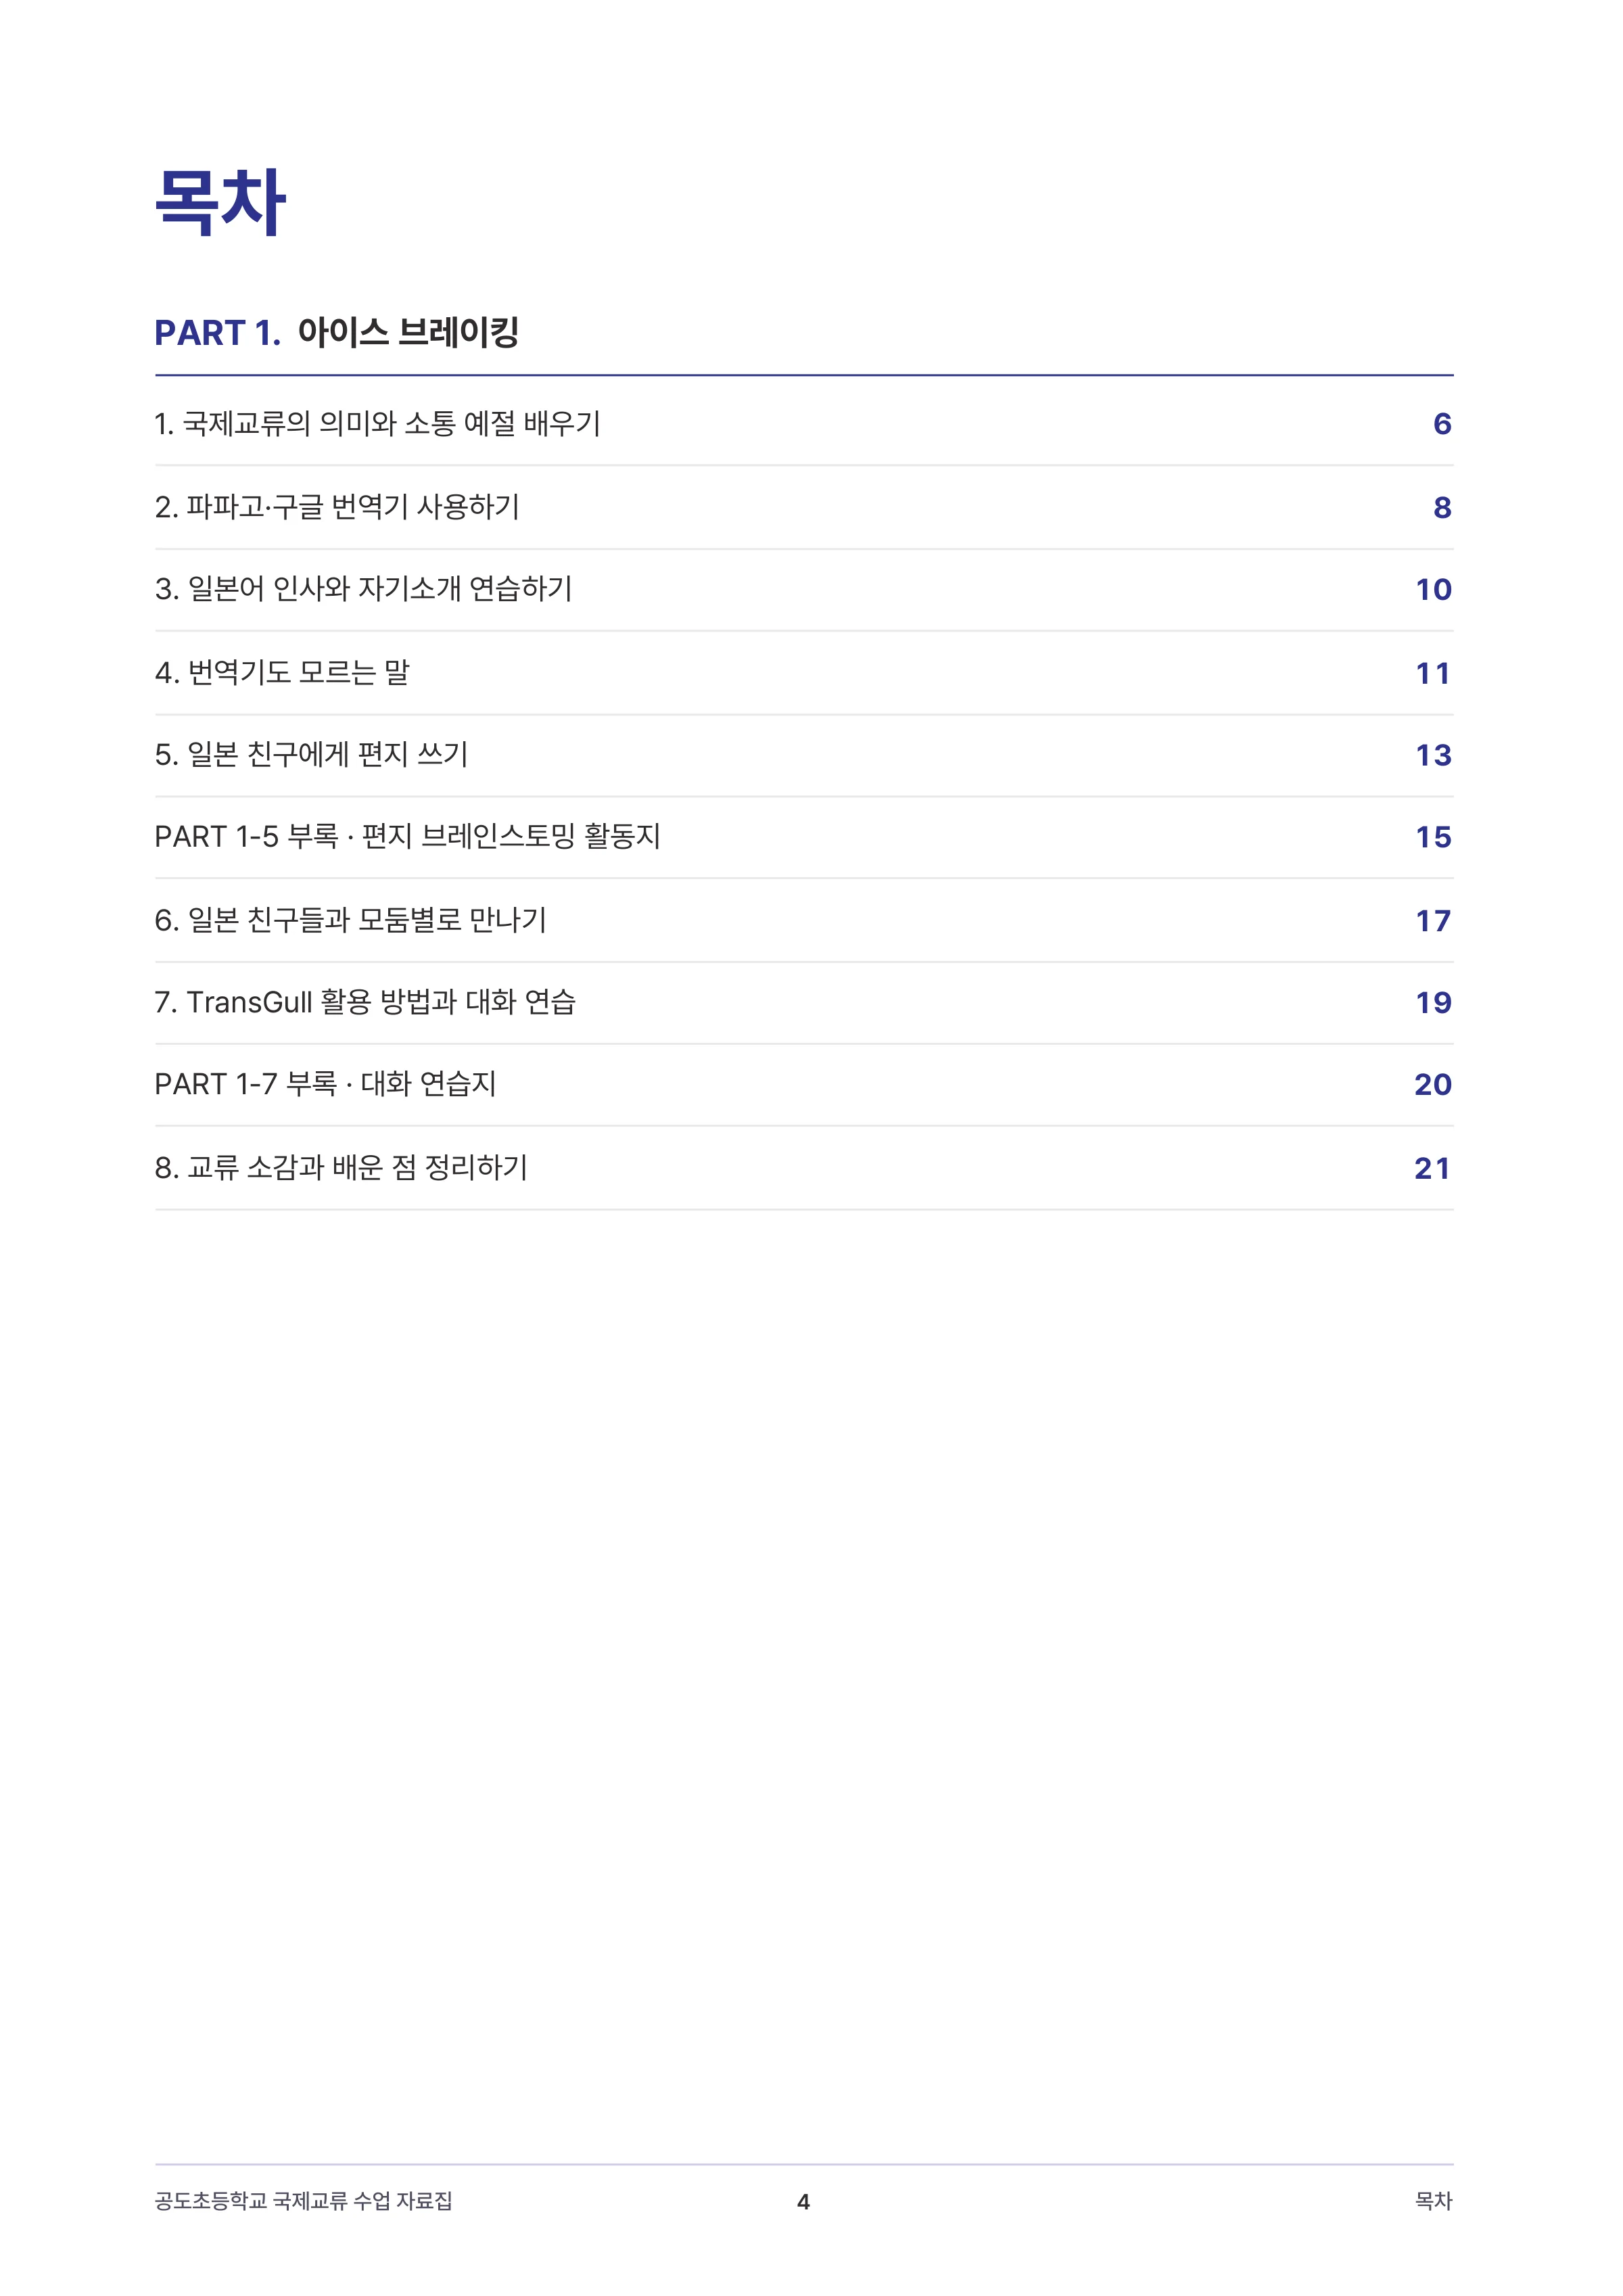 목차
PART 1. 아이스 브레이킹
1. 국제교류의 의미와 소통 예절 배우기 6
2. 파파고·구글 번역기 사용하기 8
3. 일본어 인사와 자기소개 연습하기 10
4. 번역기도 모르는 말 11
5. 일본 친구에게 편지 쓰기 13
PART 1-5 부록 · 편지 브레인스토밍 활동지 15
6. 일본 친구들과 모둠별로 만나기 17
7. TransGull 활용 방법과 대화 연습 19
PART 1-7 부록 · 대화 연습지 20
8. 교류 소감과 배운 점 정리하기 21
공도초등학교 국제교류 수업 자료집 4 목차